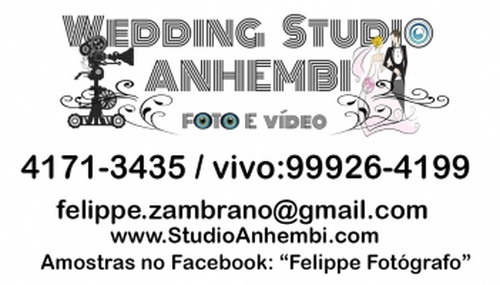 WEDDING STUDIO
ANHEMBI
FOTO E VÍDEO
4171-3435 / vivo:99926-4199
felippe.zambrano@gmail.com
www.StudioAnhembi.com
Amostras no Facebook: “Felippe Fotógrafo”